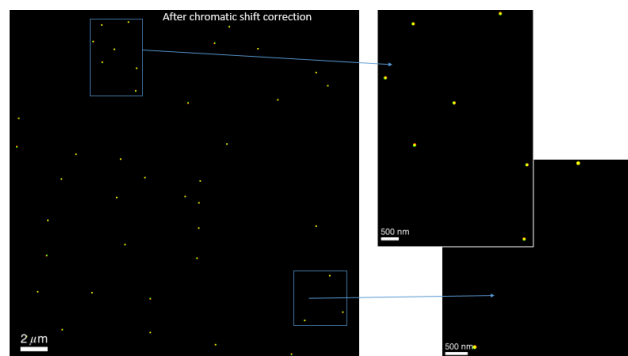 After chromatic shift correction
500 nm
2 μm
500 nm